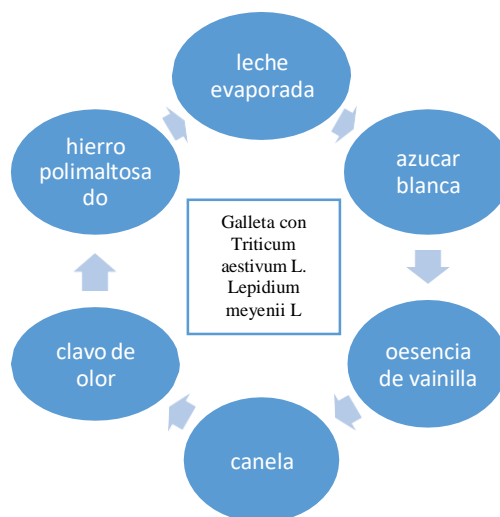 leche
evaporada
azucar
blanca
oesencia
de vainilla
canela
clavo de
olor
hierro
polimaltosa
do
Galleta con
Triticum
aestivum L.
Lepidium
meyenii L